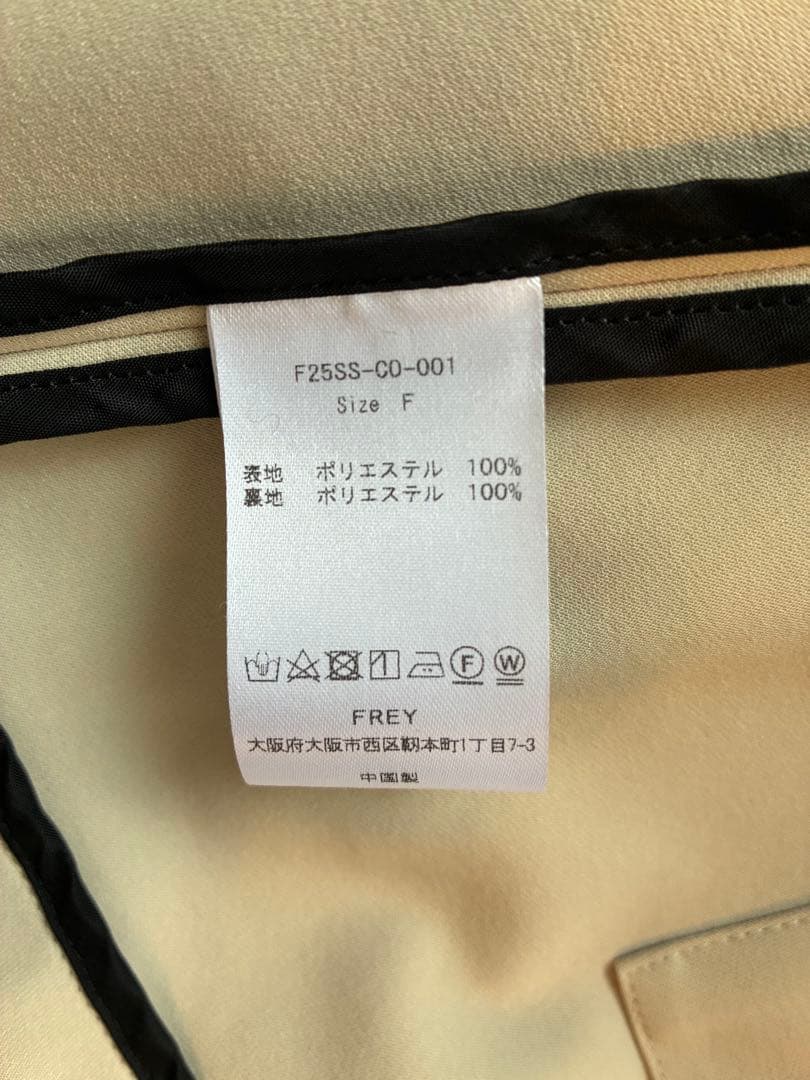 F25SS-CO-001
Size F
表地 ポリエステル 100%
裏地 ポリエステル 100%
F W
FREY
大阪府大阪市西区靭本町1丁目7-3
中国製